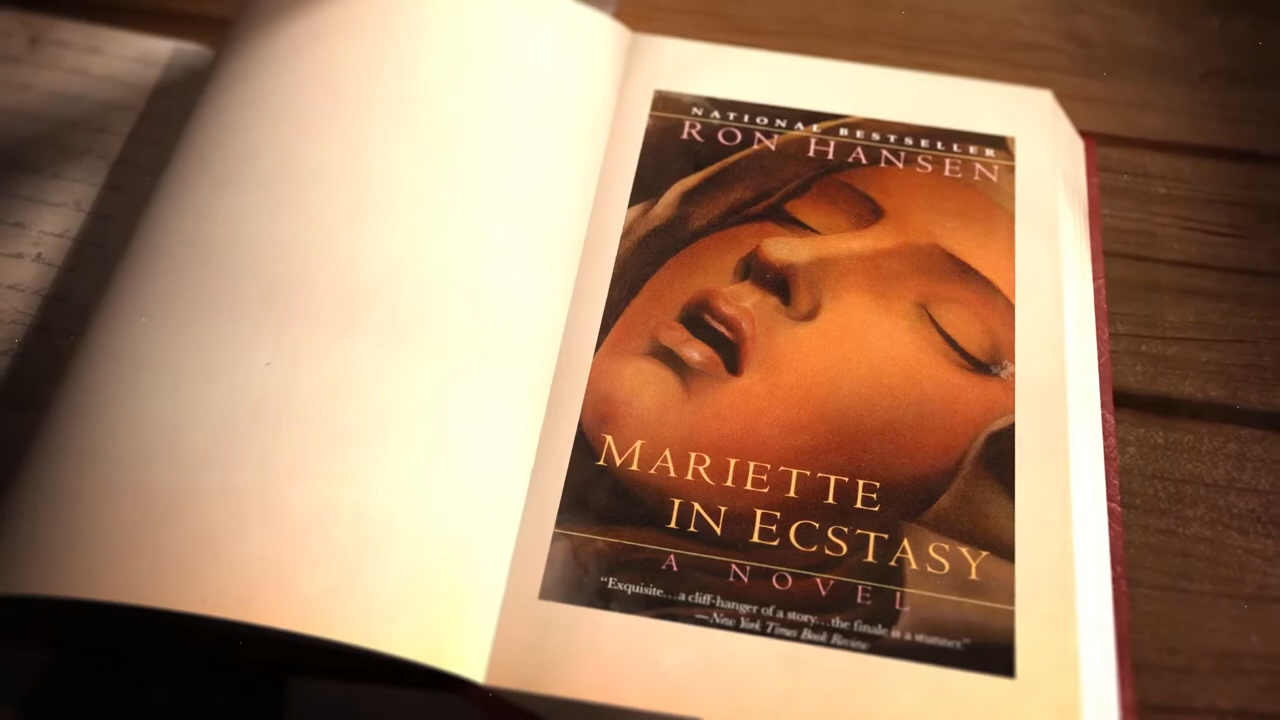 NATIONAL BESTSELLER
RON HANSEN
MARIETTE
IN ECSTASY
A NOVEL
“Exquisite…a cliff-hanger of a story…the finale is a stunner.”
—New York Times Book Review